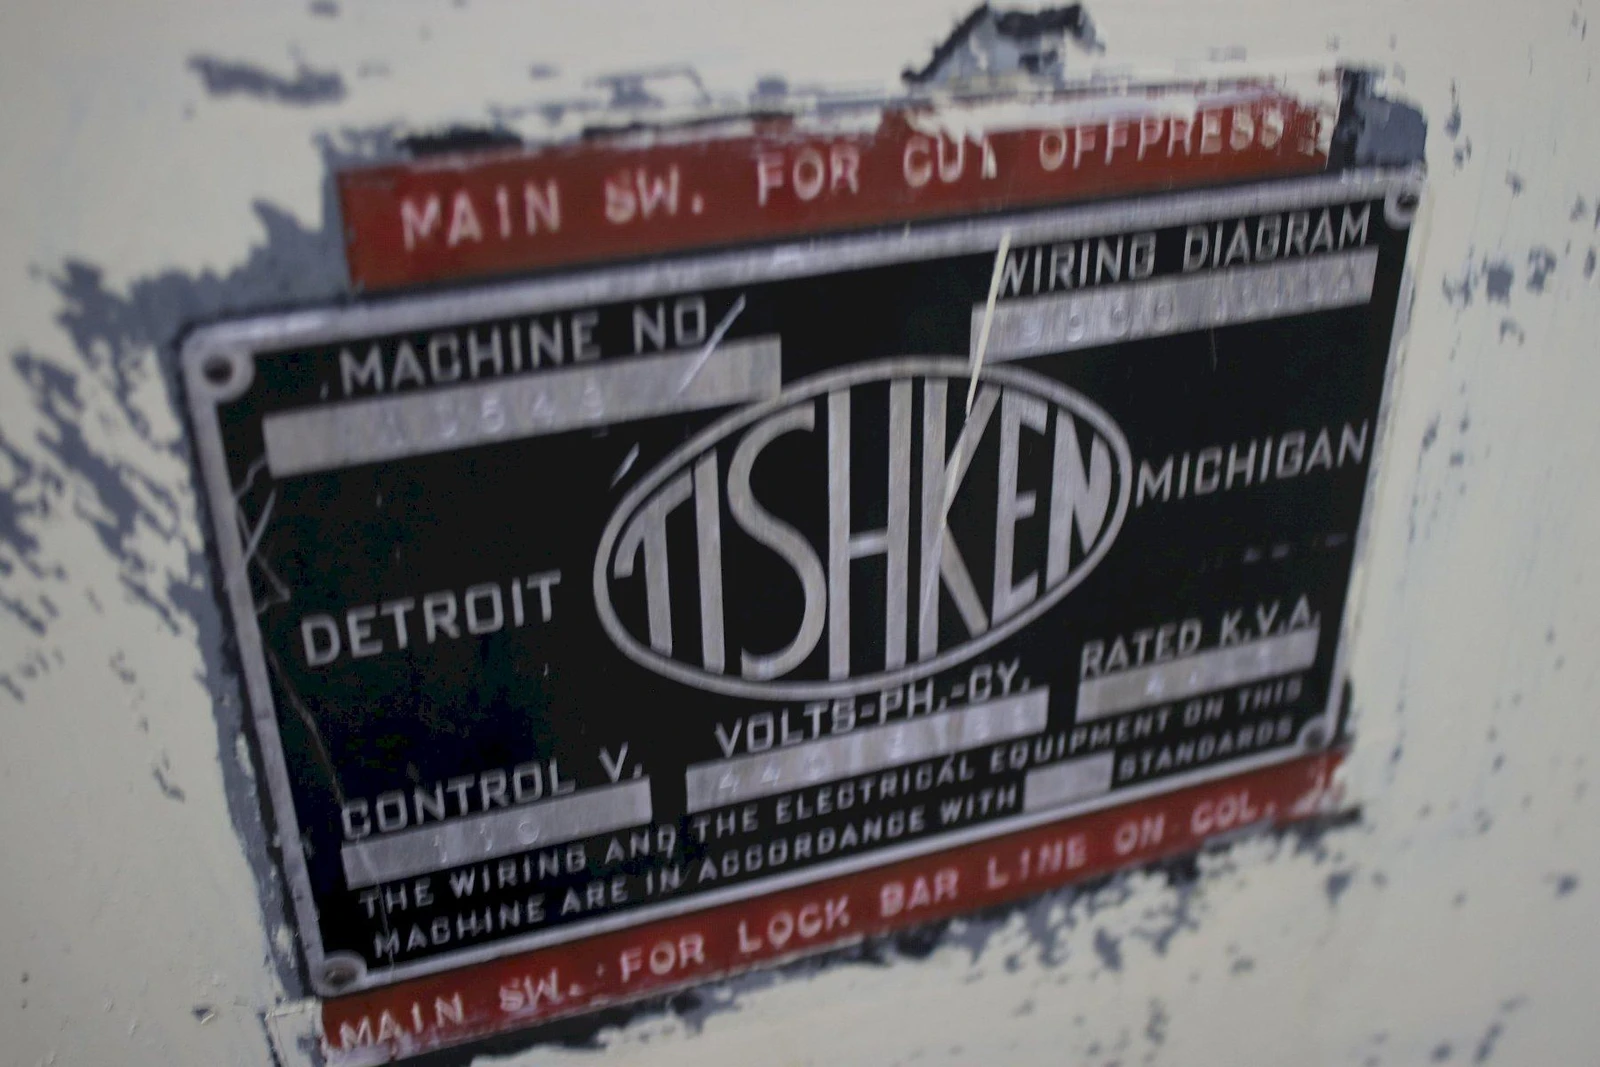 MAIN SW. FOR CUT OFFPRESS
WIRING DIAGRAM
MACHINE NO
TISHKEN
MICHIGAN
DETROIT
RATED K.V.A.
VOLTS-PH.-CY.
CONTROL V.
THE WIRING AND THE ELECTRICAL EQUIPMENT ON THIS
MACHINE ARE IN ACCORDANCE WITH STANDARDS
MAIN SW. FOR LOCK BAR LINE ON COL.